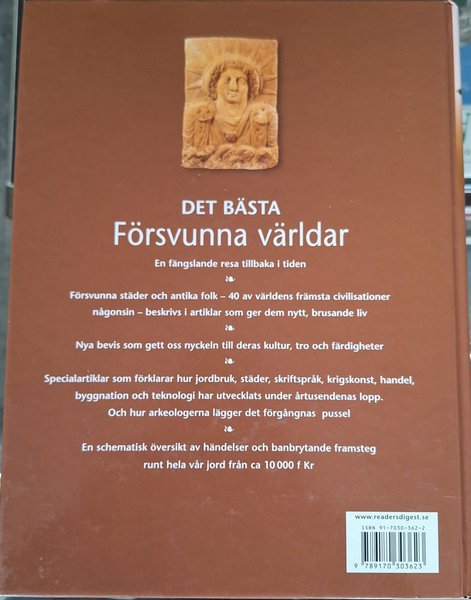 DET BÄSTA
Försvunna världar
En fängslande resa tillbaka i tiden
Försvunna städer och antika folk – 40 av världens främsta civilisationer
någonsin – beskrivs i artiklar som ger dem nytt, brusande liv
Nya bevis som gett oss nyckeln till deras kultur, tro och färdigheter
Specialartiklar som förklarar hur jordbruk, städer, skriftspråk, krigskonst, handel,
byggnation och teknologi har utvecklats under årtusendenas lopp.
Och hur arkeologerna lägger det förgångnas pussel
En schematisk översikt av händelser och banbrytande framsteg
runt hela vår jord från ca 10 000 f Kr
www.readersdigest.se
ISBN 91-7030-362-2
9 789170 303623